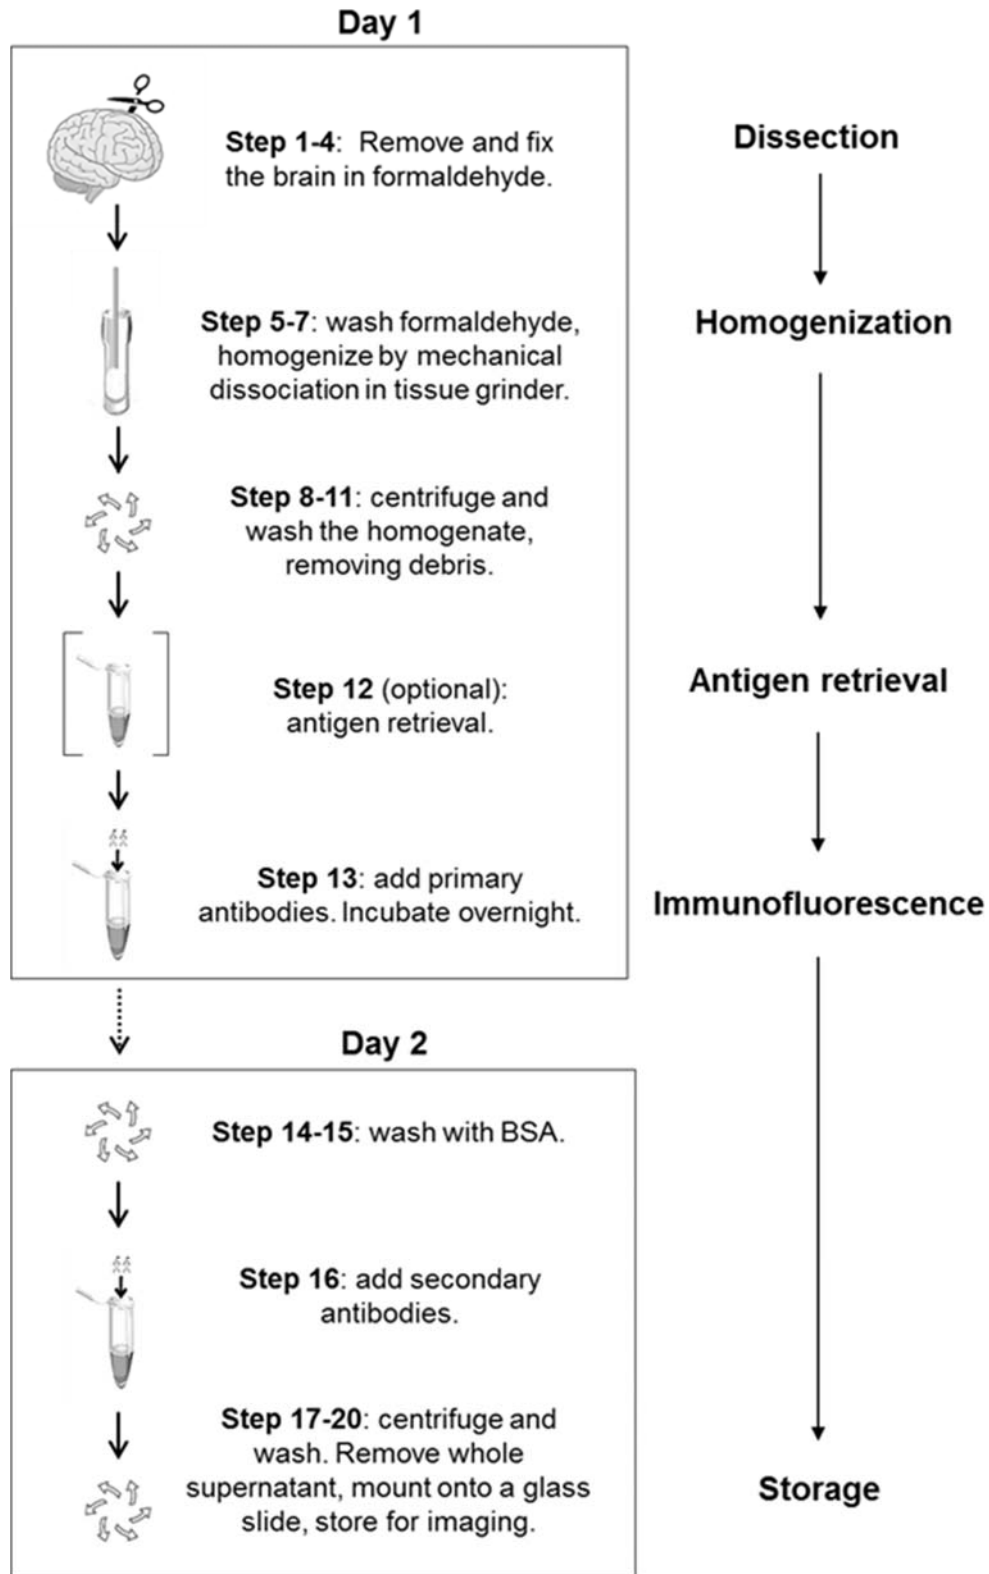 Day 1
Step 1-4: Remove and fix
the brain in formaldehyde.
Dissection
Step 5-7: wash formaldehyde,
homogenize by mechanical
dissociation in tissue grinder.
Homogenization
Step 8-11: centrifuge and
wash the homogenate,
removing debris.
Step 12 (optional):
antigen retrieval.
Antigen retrieval
Step 13: add primary
antibodies. Incubate overnight.
Immunofluorescence
Day 2
Step 14-15: wash with BSA.
Step 16: add secondary
antibodies.
Step 17-20: centrifuge and
wash. Remove whole
supernatant, mount onto a glass
slide, store for imaging.
Storage